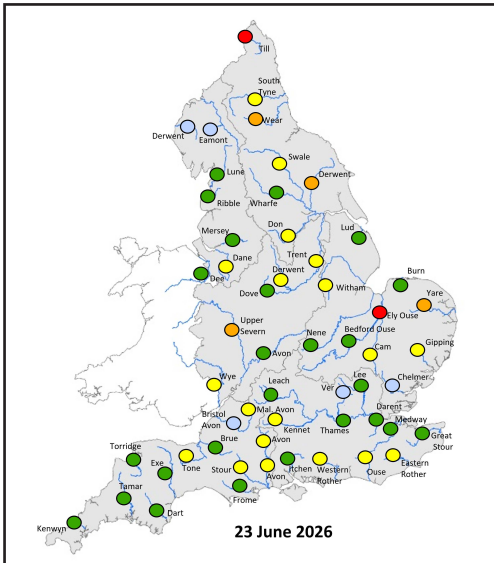 Till
South
Tyne
Wear
Derwent
Eamont
Swale
Lune
Derwent
Ribble
Wharfe
Mersey
Don
Lud
Dane
Trent
Dee
Derwent
Burn
Dove
Witham
Yare
Ely Ouse
Upper
Severn
Nene
Bedford Ouse
Gipping
Avon
Cam
Wye
Leach
Ver
Lee
Chelmer
Mal. Avon
Bristol
Avon
Kennet
Thames
Darent
Medway
Great
Stour
Torridge
Brue
Avon
Exe
Tone
Stour
Avon
Itchen
Western
Rother
Ouse
Eastern
Rother
Tamar
Frome
Dart
Kenwyn
23 June 2026